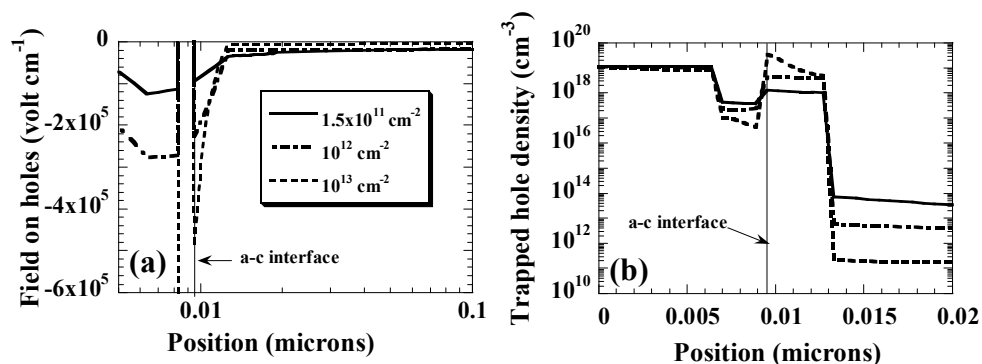 (a)
Field on holes (volt cm⁻¹)
0
-2x10⁵
-4x10⁵
-6x10⁵
1.5x10¹¹ cm⁻²
10¹² cm⁻²
10¹³ cm⁻²
a-c interface
0.01
0.1
Position (microns)
(b)
Trapped hole density (cm⁻³)
10²⁰
10¹⁸
10¹⁶
10¹⁴
10¹²
10¹⁰
a-c interface
0
0.005
0.01
0.015
0.02
Position (microns)